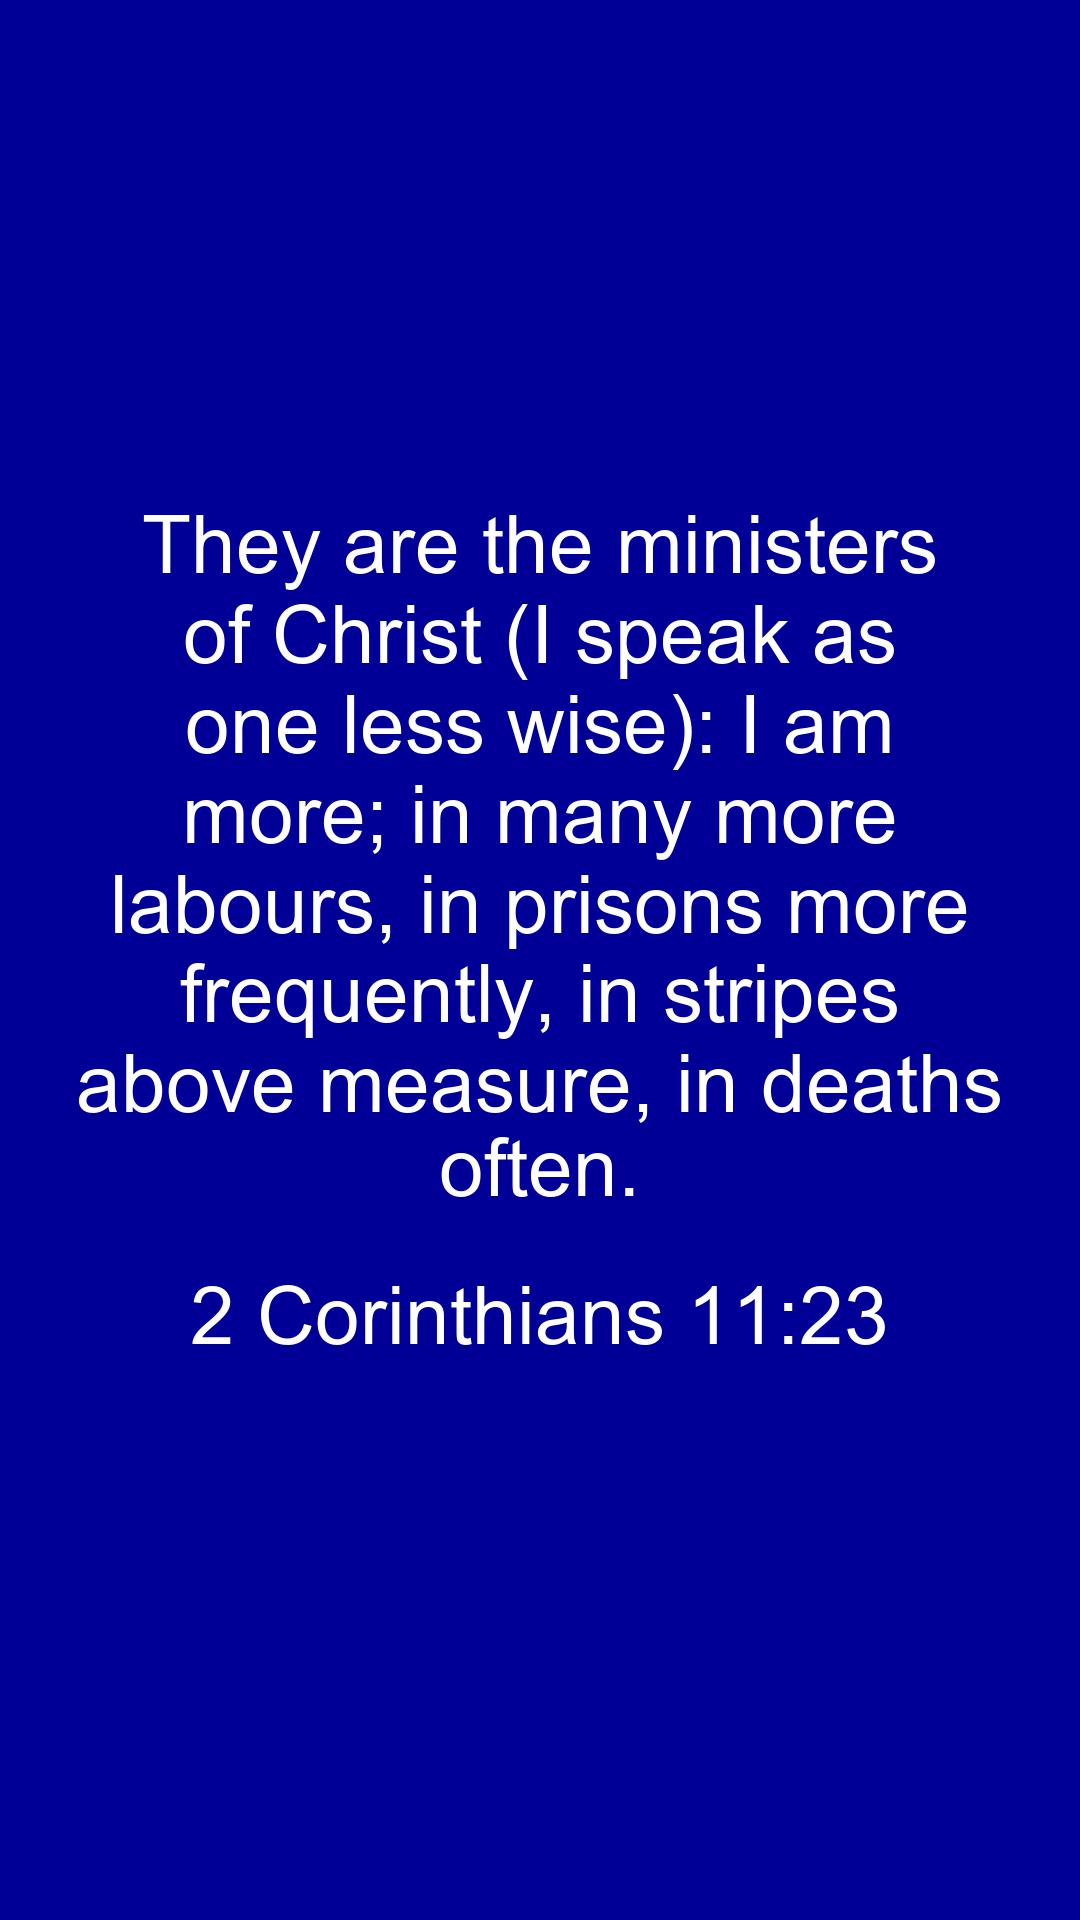 They are the ministers
of Christ (I speak as
one less wise): I am
more; in many more
labours, in prisons more
frequently, in stripes
above measure, in deaths
often.
2 Corinthians 11:23